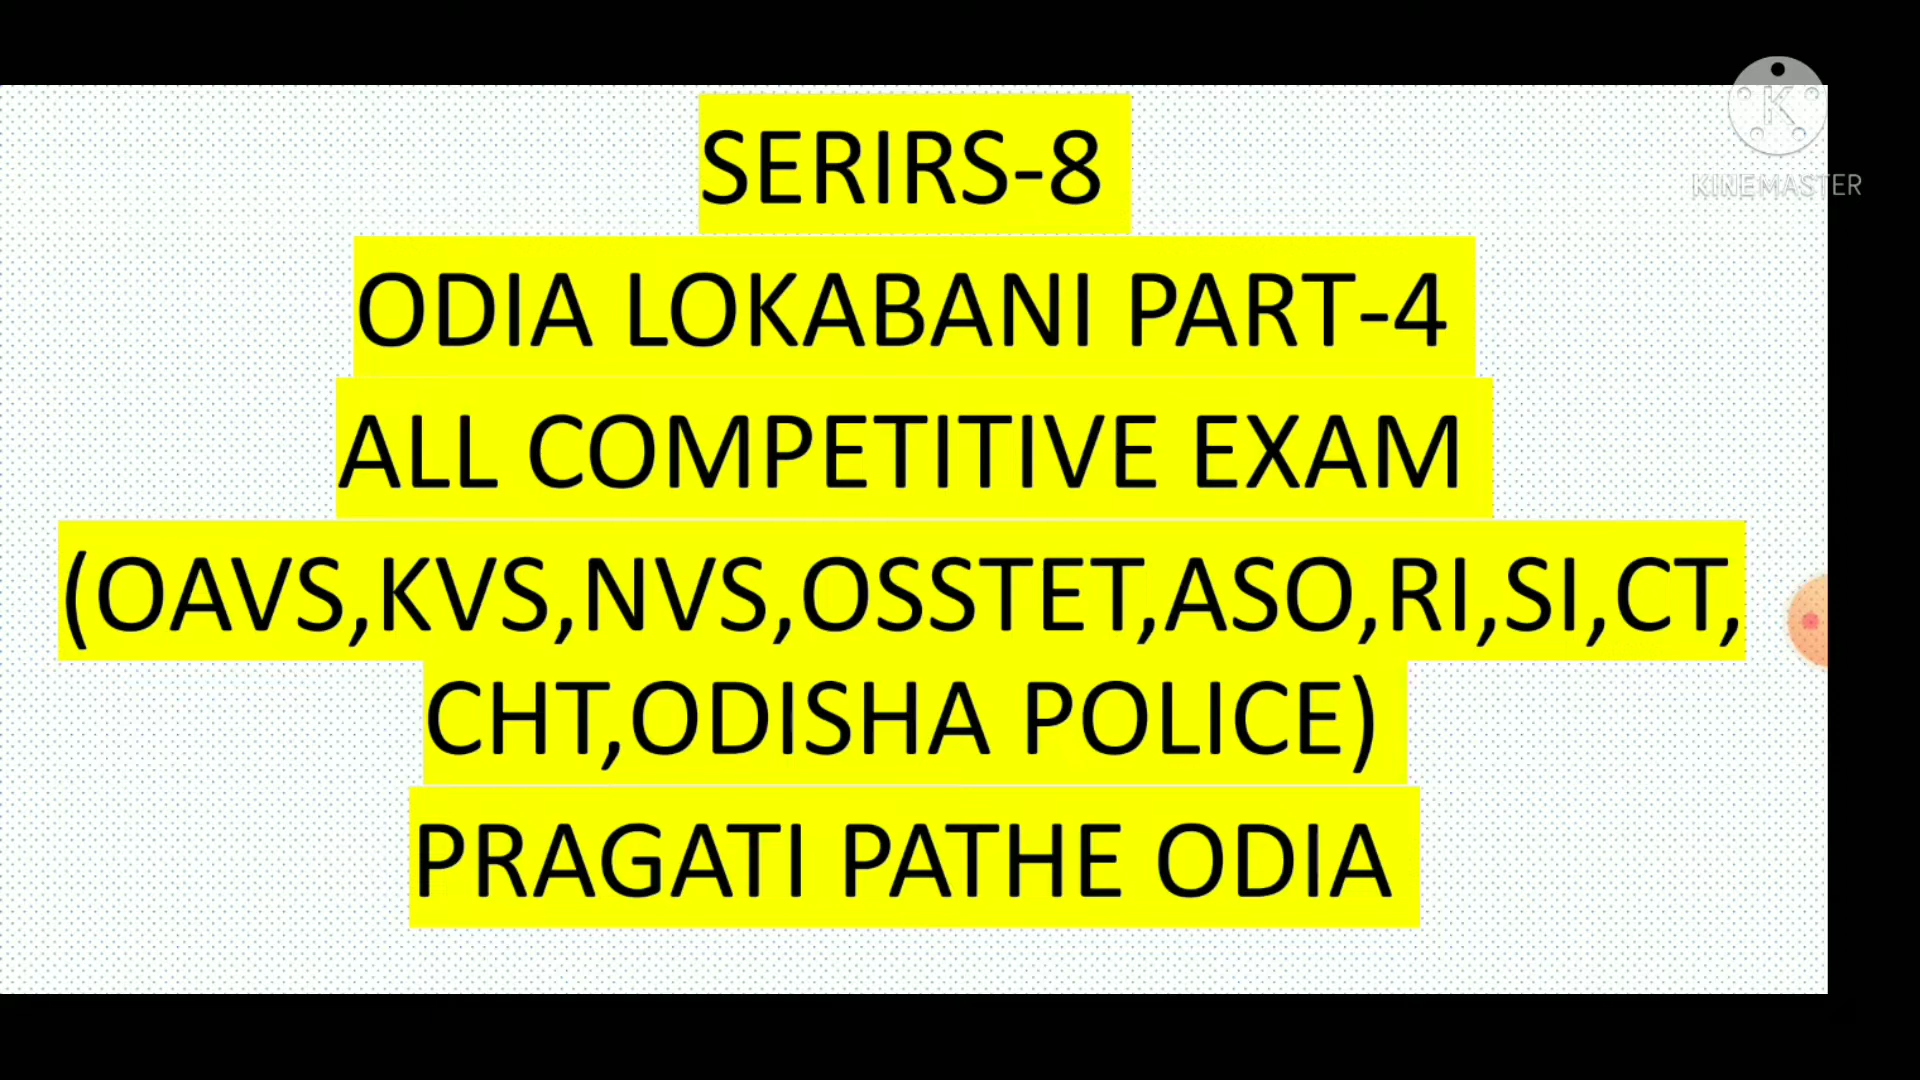 SERIRS-8
ODIA LOKABANI PART-4
ALL COMPETITIVE EXAM
(OAVS,KVS,NVS,OSSTET,ASO,RI,SI,CT,
CHT,ODISHA POLICE)
PRAGATI PATHE ODIA
K
KINEMASTER